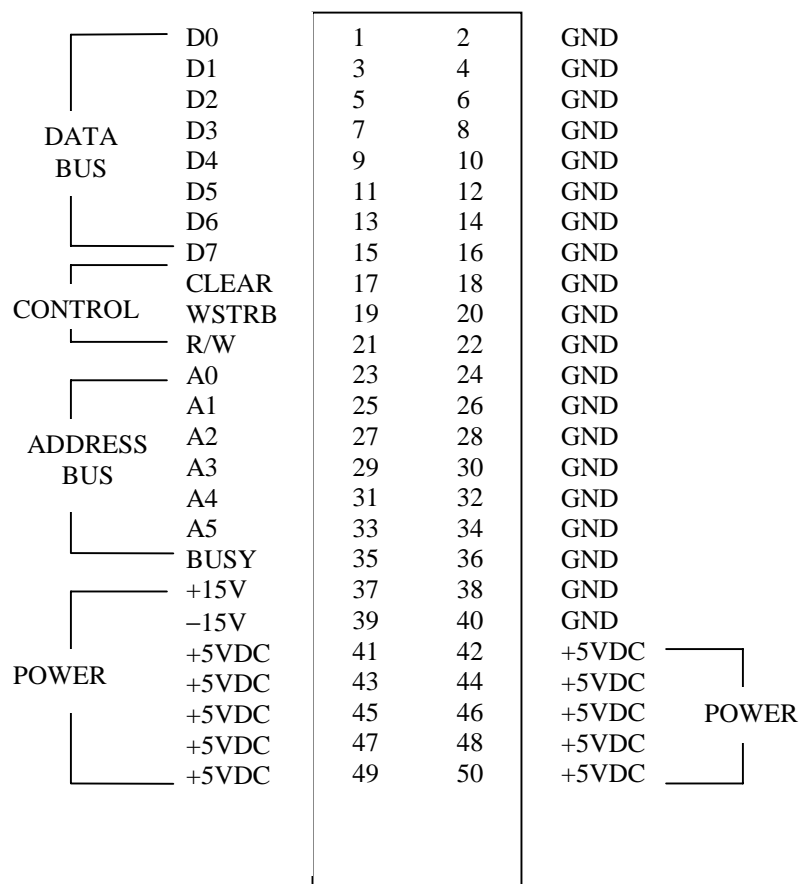 D0 1 2 GND
D1 3 4 GND
D2 5 6 GND
D3 7 8 GND
DATA
D4 9 10 GND
BUS
D5 11 12 GND
D6 13 14 GND
D7 15 16 GND
CLEAR 17 18 GND
CONTROL WSTRB 19 20 GND
R/W 21 22 GND
A0 23 24 GND
A1 25 26 GND
A2 27 28 GND
ADDRESS
A3 29 30 GND
BUS
A4 31 32 GND
A5 33 34 GND
BUSY 35 36 GND
+15V 37 38 GND
−15V 39 40 GND
+5VDC 41 42 +5VDC
POWER
+5VDC 43 44 +5VDC
+5VDC 45 46 +5VDC POWER
+5VDC 47 48 +5VDC
+5VDC 49 50 +5VDC